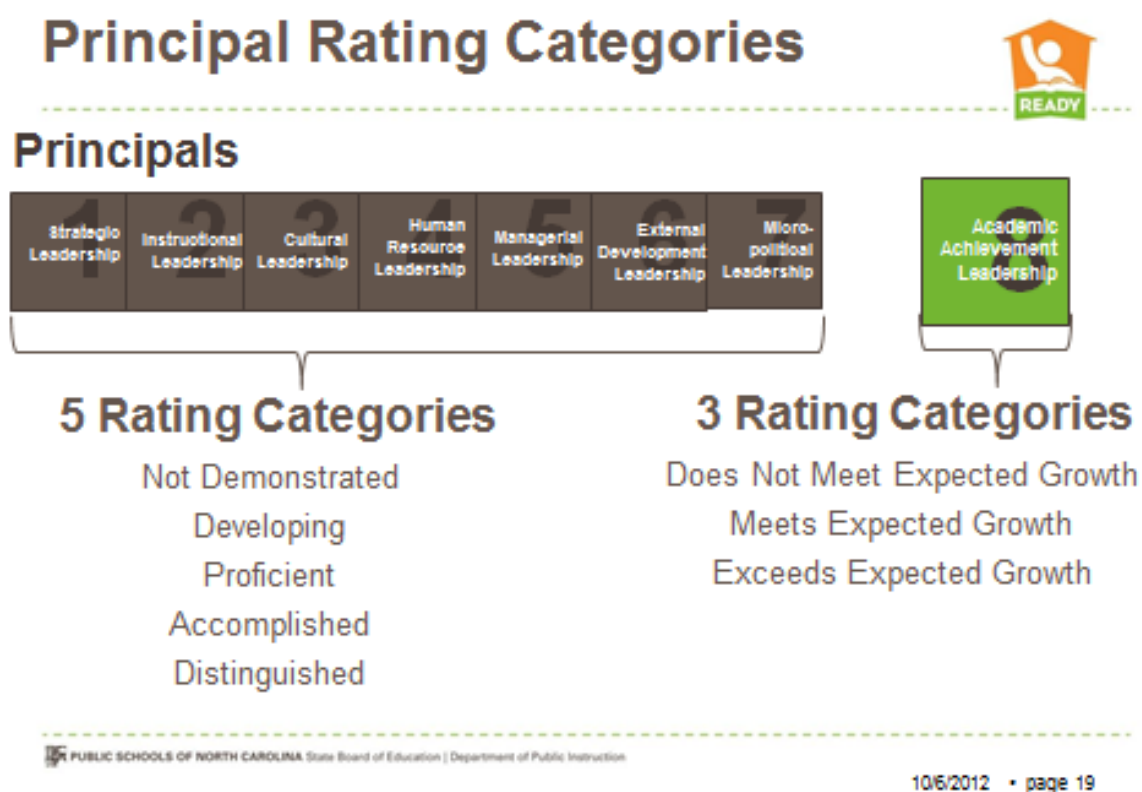 Principal Rating Categories
READY
Principals
1
Strategic
Leadership
2
Instructional
Leadership
3
Cultural
Leadership
4
Human
Resource
Leadership
5
Managerial
Leadership
6
External
Development
Leadership
7
Micro-
political
Leadership
8
Academic
Achievement
Leadership
5 Rating Categories
Not Demonstrated
Developing
Proficient
Accomplished
Distinguished
3 Rating Categories
Does Not Meet Expected Growth
Meets Expected Growth
Exceeds Expected Growth
PUBLIC SCHOOLS OF NORTH CAROLINA State Board of Education | Department of Public Instruction
10/6/2012 • page 19